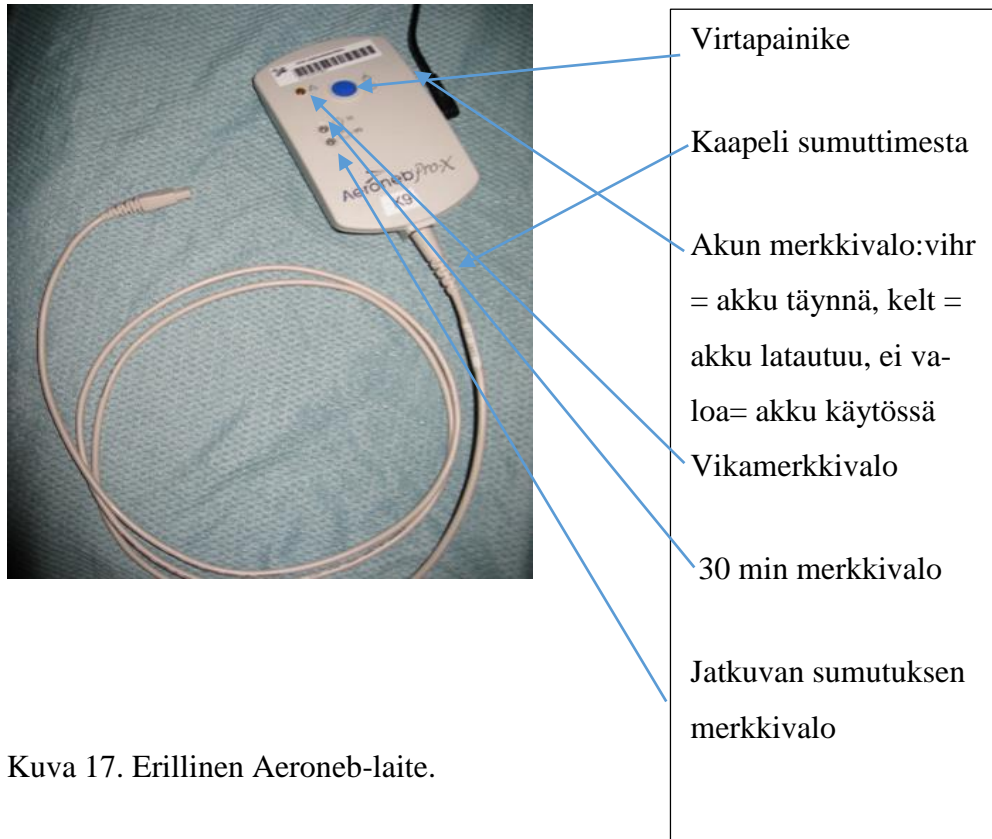 Virtapainike
Kaapeli sumuttimesta
Akun merkkivalo:vihr
= akku täynnä, kelt =
akku latautuu, ei va-
loa= akku käytössä
Vikamerkkivalo
30 min merkkivalo
Jatkuvan sumutuksen
merkkivalo
Aeroneb Pro-X
K9
Kuva 17. Erillinen Aeroneb-laite.